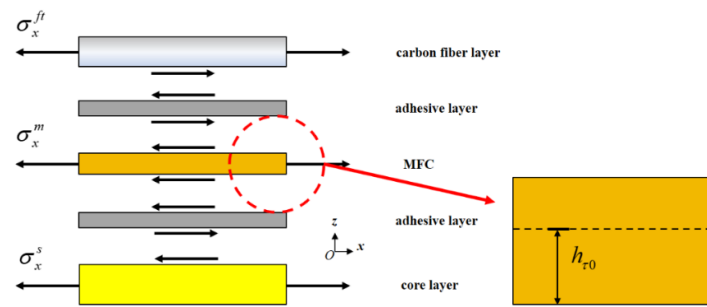 σ_x^{ft}
carbon fiber layer
adhesive layer
σ_x^{m}
MFC
adhesive layer
z
O x
σ_x^{s}
core layer
h_{τ0}